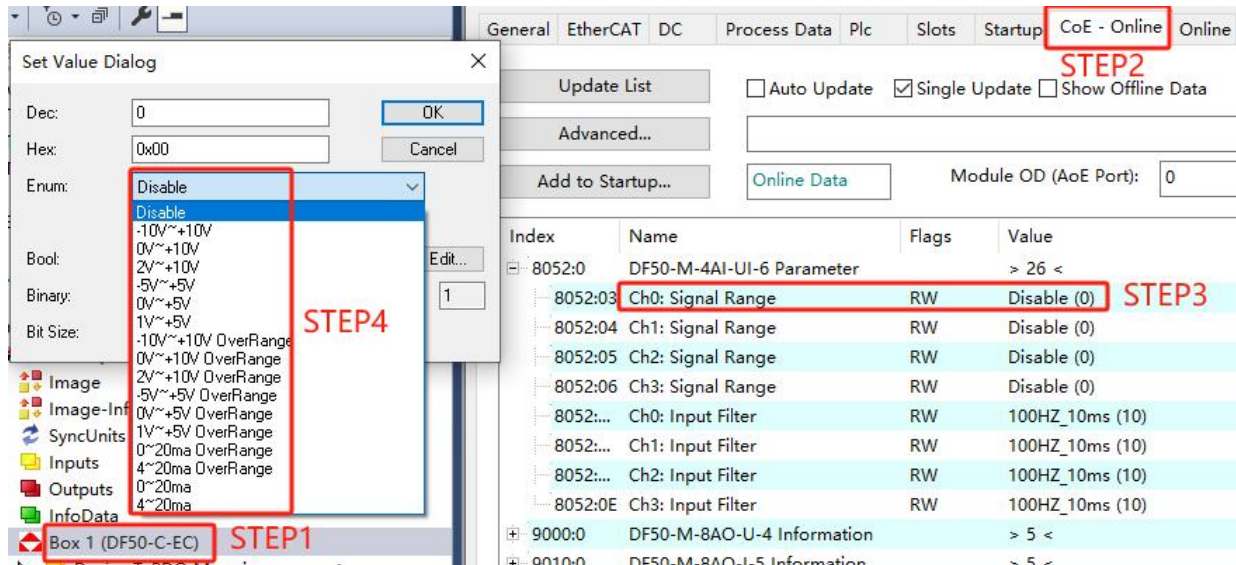 General EtherCAT DC Process Data Plc Slots Startup CoE - Online Online
STEP2
Set Value Dialog
Dec: 0 OK
Hex: 0x00 Cancel
Enum: Disable
Disable
-10V~+10V
0V~+10V
2V~+10V
-5V~+5V
0V~+5V
1V~+5V
-10V~+10V OverRange
0V~+10V OverRange
2V~+10V OverRange
-5V~+5V OverRange
0V~+5V OverRange
1V~+5V OverRange
0~20ma OverRange
4~20ma OverRange
0~20ma
4~20ma
STEP4
Bool: Edit...
Binary: 1
Bit Size:
Image
Image-Inf
SyncUnits
Inputs
Outputs
InfoData
Box 1 (DF50-C-EC) STEP1
Update List Auto Update Single Update Show Offline Data
Advanced...
Add to Startup... Online Data Module OD (AoE Port): 0
Index Name Flags Value
8052:0 DF50-M-4AI-UI-6 Parameter > 26 <
8052:03 Ch0: Signal Range RW Disable (0) STEP3
8052:04 Ch1: Signal Range RW Disable (0)
8052:05 Ch2: Signal Range RW Disable (0)
8052:06 Ch3: Signal Range RW Disable (0)
8052:... Ch0: Input Filter RW 100HZ_10ms (10)
8052:... Ch1: Input Filter RW 100HZ_10ms (10)
8052:... Ch2: Input Filter RW 100HZ_10ms (10)
8052:0E Ch3: Input Filter RW 100HZ_10ms (10)
9000:0 DF50-M-8AO-U-4 Information > 5 <
9010:0 DF50-M-8AO-I-5 Information > 5 <